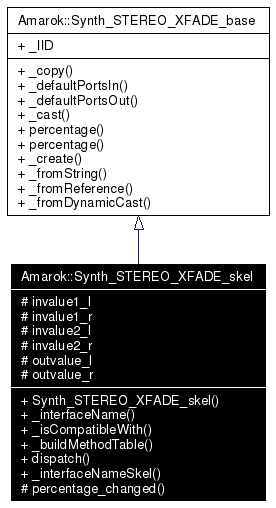 Amarok::Synth_STEREO_XFADE_base
+ _IID
+ _copy()
+ _defaultPortsIn()
+ _defaultPortsOut()
+ _cast()
+ percentage()
+ percentage()
+ _create()
+ _fromString()
+ _fromReference()
+ _fromDynamicCast()
Amarok::Synth_STEREO_XFADE_skel
# invalue1_l
# invalue1_r
# invalue2_l
# invalue2_r
# outvalue_l
# outvalue_r
+ Synth_STEREO_XFADE_skel()
+ _interfaceName()
+ _isCompatibleWith()
+ _buildMethodTable()
+ dispatch()
+ _interfaceNameSkel()
# percentage_changed()